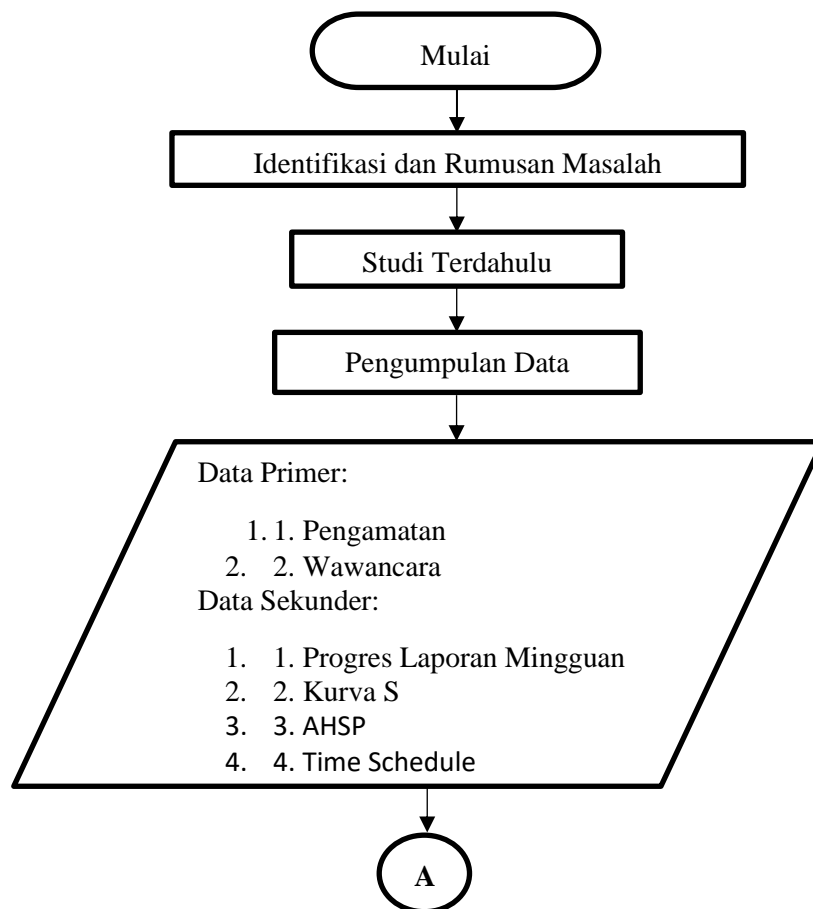 Mulai
Identifikasi dan Rumusan Masalah
Studi Terdahulu
Pengumpulan Data
Data Primer:
1. 1. Pengamatan
2. 2. Wawancara
Data Sekunder:
1. 1. Progres Laporan Mingguan
2. 2. Kurva S
3. 3. AHSP
4. 4. Time Schedule
A